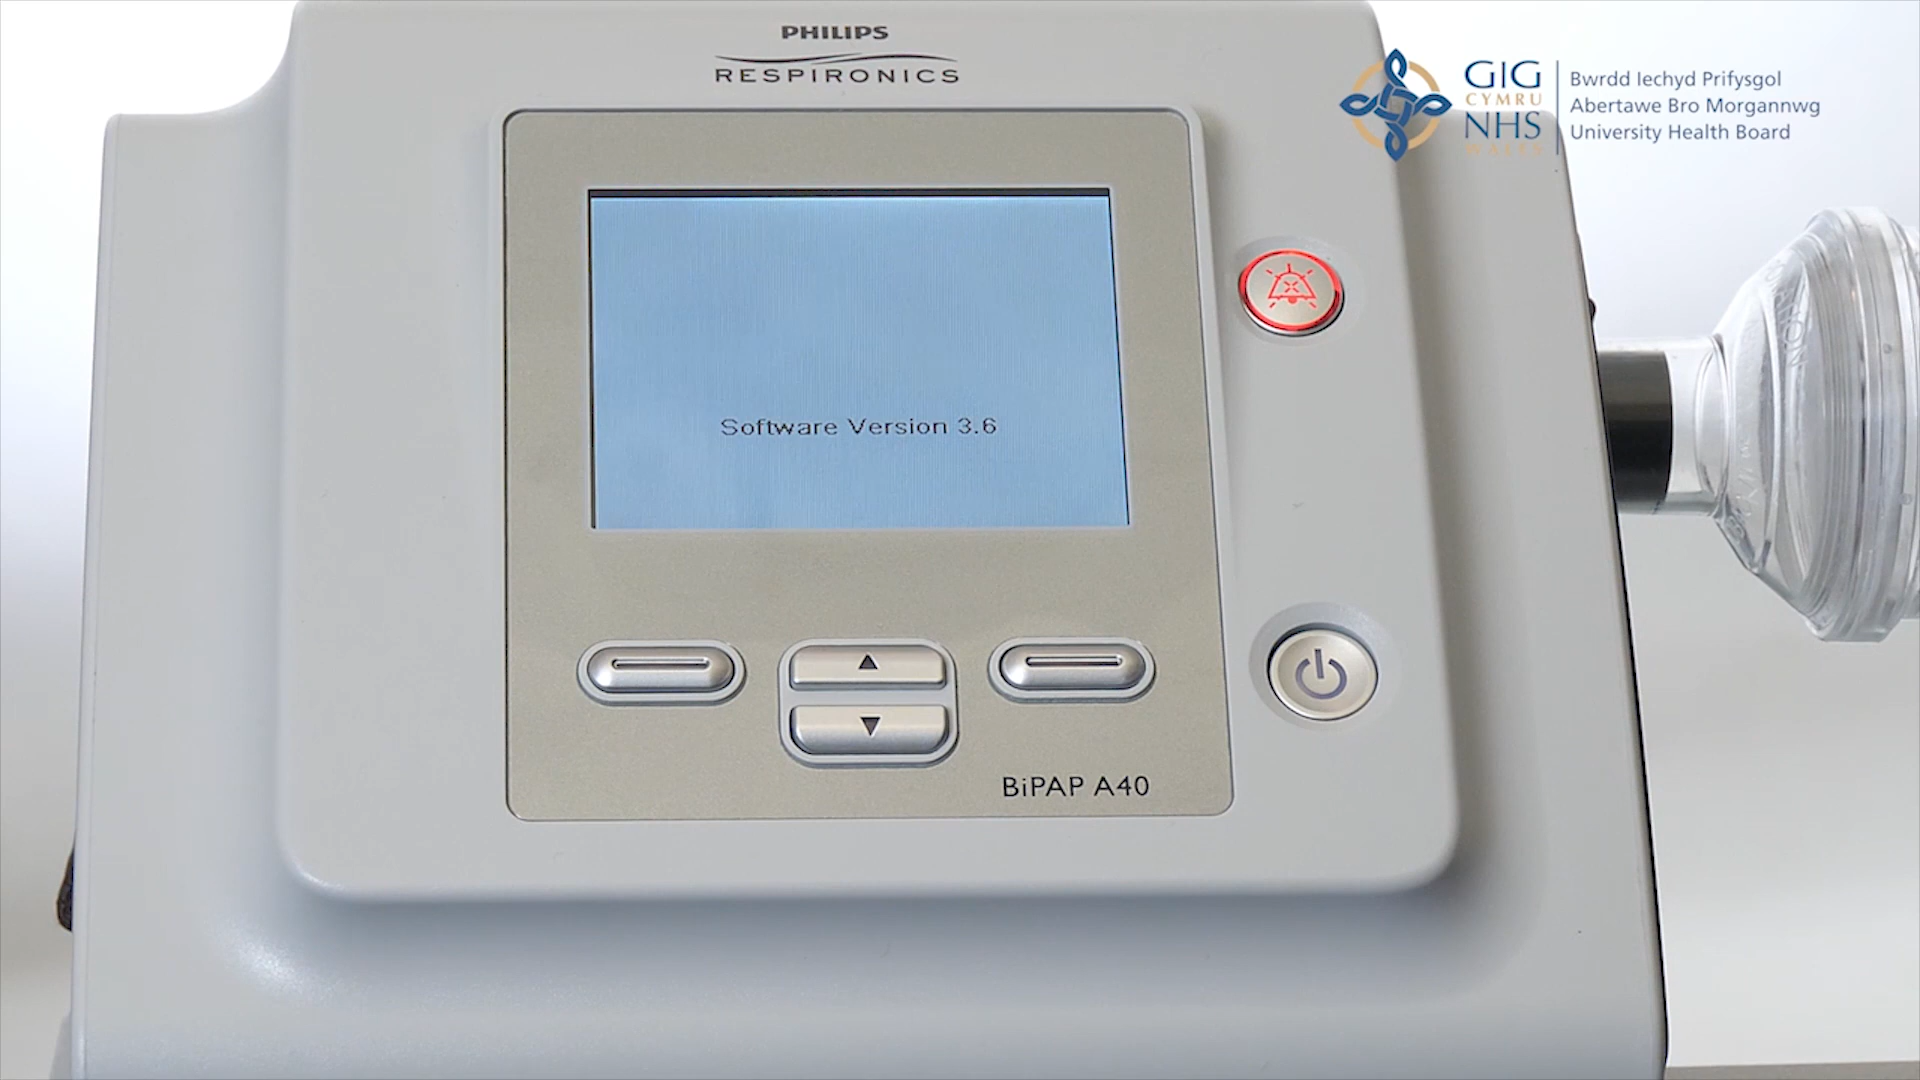 PHILIPS
RESPIRONICS
GIG
CYMRU
NHS
WALES
Bwrdd Iechyd Prifysgol
Abertawe Bro Morgannwg
University Health Board
Software Version 3.6
BiPAP A40